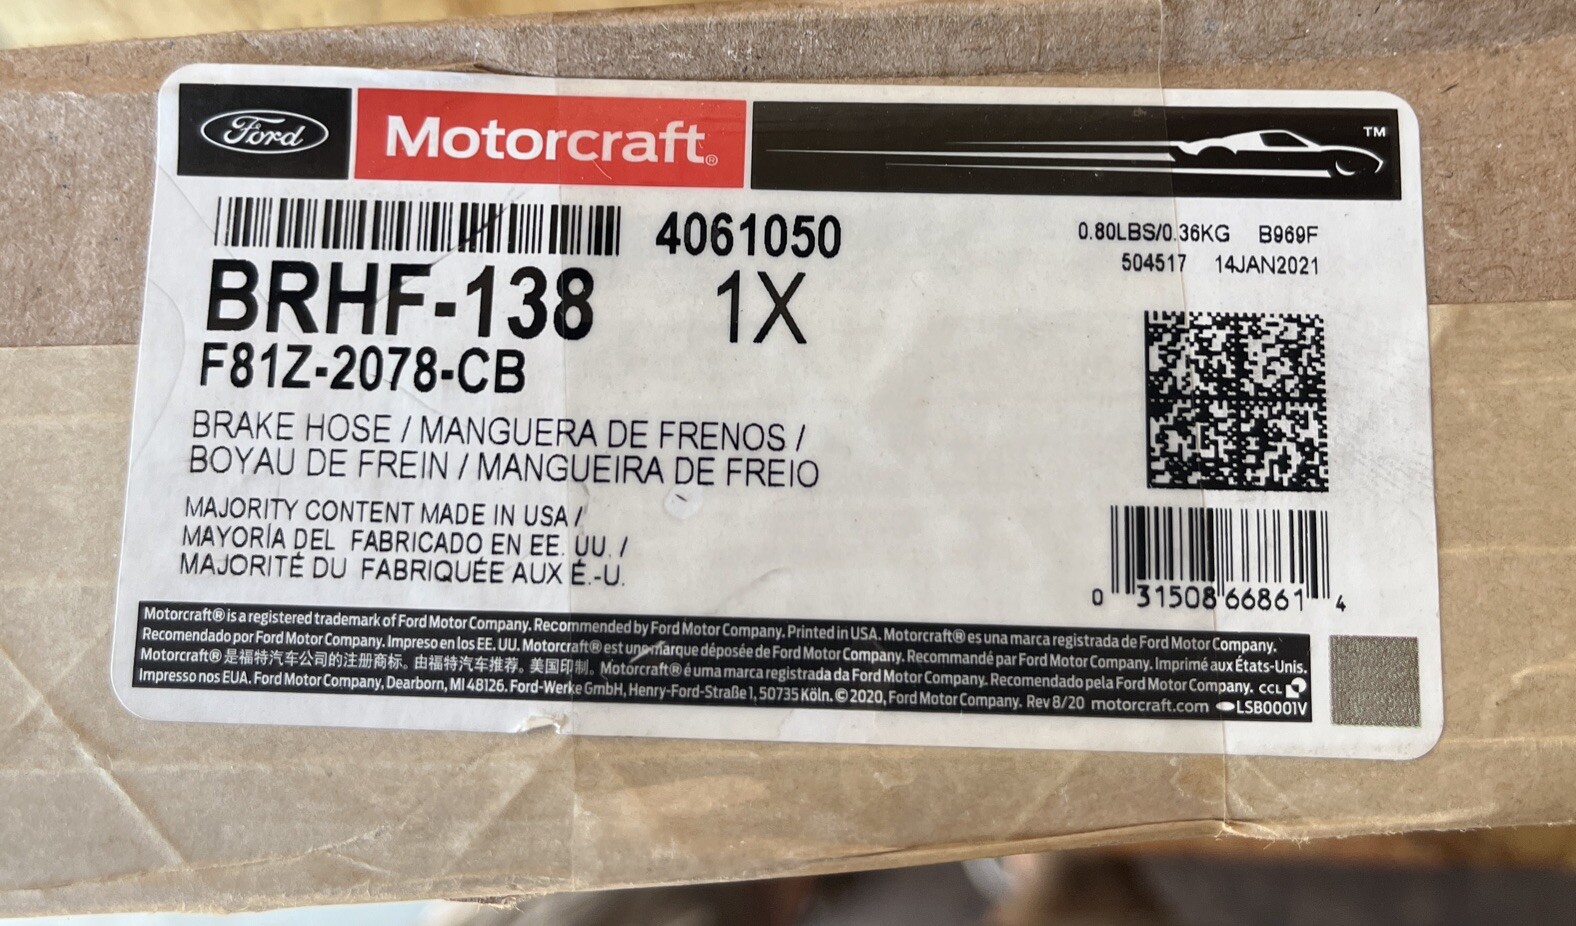 Ford
Motorcraft®
TM
4061050
BRHF-138 1X
F81Z-2078-CB
0.80LBS/0.36KG B969F
504517 14JAN2021
BRAKE HOSE / MANGUERA DE FRENOS /
BOYAU DE FREIN / MANGUEIRA DE FREIO
MAJORITY CONTENT MADE IN USA /
MAYORÍA DEL FABRICADO EN EE. UU. /
MAJORITÉ DU FABRIQUÉE AUX É.-U.
0 31508 66861 4
Motorcraft® is a registered trademark of Ford Motor Company. Recommended by Ford Motor Company. Printed in USA. Motorcraft® es una marca registrada de Ford Motor Company.
Recomendado por Ford Motor Company. Impreso en los EE. UU. Motorcraft® est une marque déposée de Ford Motor Company. Recommandé par Ford Motor Company. Imprimé aux États-Unis.
Motorcraft® 是福特汽车公司的注册商标。由福特汽车推荐。美国印制。Motorcraft® é uma marca registrada da Ford Motor Company. Recomendado pela Ford Motor Company. CCL
Impresso nos EUA. Ford Motor Company, Dearborn, MI 48126. Ford-Werke GmbH, Henry-Ford-Straße 1, 50735 Köln. © 2020, Ford Motor Company. Rev 8/20 motorcraft.com LSB0001V